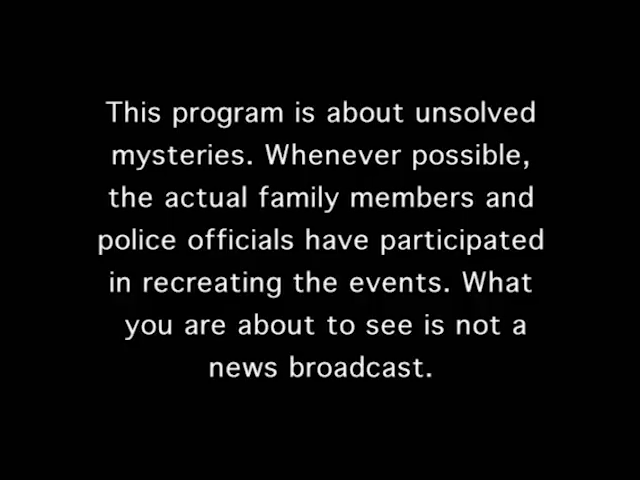 This program is about unsolved
mysteries. Whenever possible,
the actual family members and
police officials have participated
in recreating the events. What
you are about to see is not a
news broadcast.